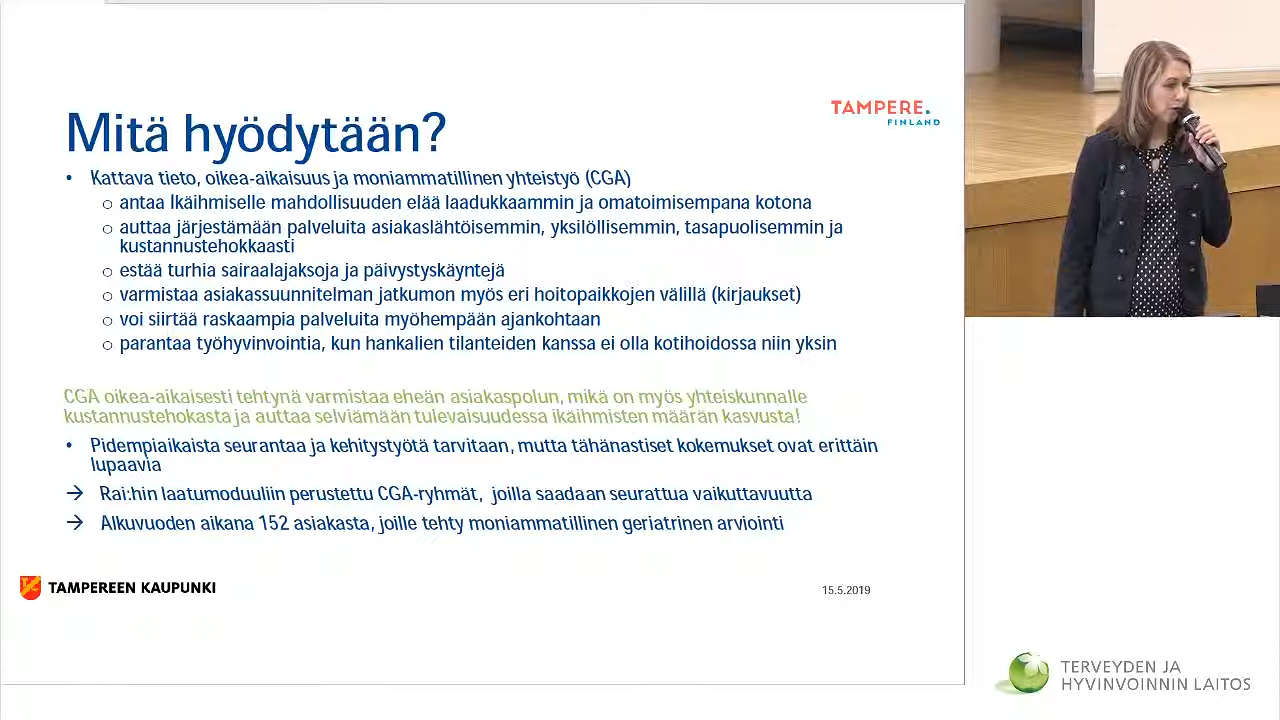 TAMPERE.
FINLAND
Mitä hyödytään?
• Kattava tieto, oikea-aikaisuus ja moniammatillinen yhteistyö (CGA)
o antaa Ikäihmiselle mahdollisuuden elää laadukkaammin ja omatoimisempana kotona
o auttaa järjestämään palveluita asiakaslähtöisemmin, yksilöllisemmin, tasapuolisemmin ja
kustannustehokkaasti
o estää turhia sairaalajaksoja ja päivystyskäyntejä
o varmistaa asiakassuunnitelman jatkumon myös eri hoitopaikkojen välillä (kirjaukset)
o voi siirtää raskaampia palveluita myöhempään ajankohtaan
o parantaa työhyvinvointia, kun hankalien tilanteiden kanssa ei olla kotihoidossa niin yksin
CGA oikea-aikaisesti tehtynä varmistaa eheän asiakaspolun, mikä on myös yhteiskunnalle
kustannustehokasta ja auttaa selviämään tulevaisuudessa ikäihmisten määrän kasvusta!
• Pidempiaikaista seurantaa ja kehitystyötä tarvitaan, mutta tähänastiset kokemukset ovat erittäin
lupaavia
→ Rai:hin laatumoduuliin perustettu CGA-ryhmät, joilla saadaan seurattua vaikuttavuutta
→ Alkuvuoden aikana 152 asiakasta, joille tehty moniammatillinen geriatrinen arviointi
TAMPEREEN KAUPUNKI
15.5.2019
TERVEYDEN JA
HYVINVOINNIN LAITOS